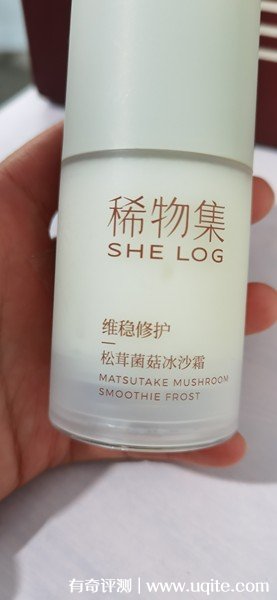 稀物集
SHE LOG
维稳修护
松茸菌菇冰沙霜
MATSUTAKE MUSHROOM
SMOOTHIE FROST
有奇评测 | www.uqite.com